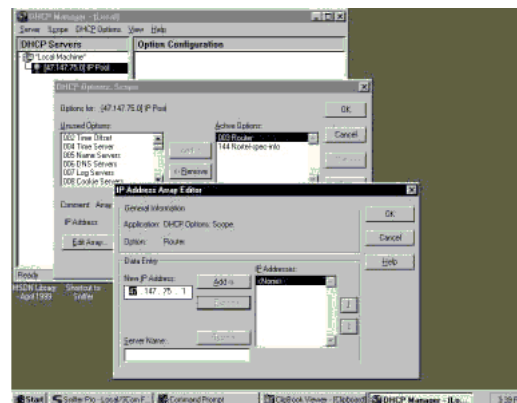 DHCP Manager - (Local)
Server Scope DHCP Options View Help
DHCP Servers
Option Configuration
*Local Machine*
[47.147.75.0] IP Pool
DHCP Options: Scope
Options for: [47.147.75.0] IP Pool
OK
Unused Options:
Active Options:
Cancel
002 Time Offset
004 Time Server
005 Name Servers
006 DNS Servers
007 Log Servers
008 Cookie Servers
003 Router
144 Nortel-spec-info
<- Remove
Comment: Array
IP Address
Edit Array...
Ready
MSDN Library - April 1999
Shortcut to Sniffer
IP Address Array Editor
General Information
Application: DHCP Options: Scope
Option: Router
OK
Cancel
Help
Data Entry
New IP Address:
47 . 147 . 75 . 1
Add ->
IP Addresses:
<None>
Server Name:
Start
Sniffer Pro - Local/3Com F...
Command Prompt
ClipBook Viewer - [Clipboard]
DHCP Manager - (Lo...